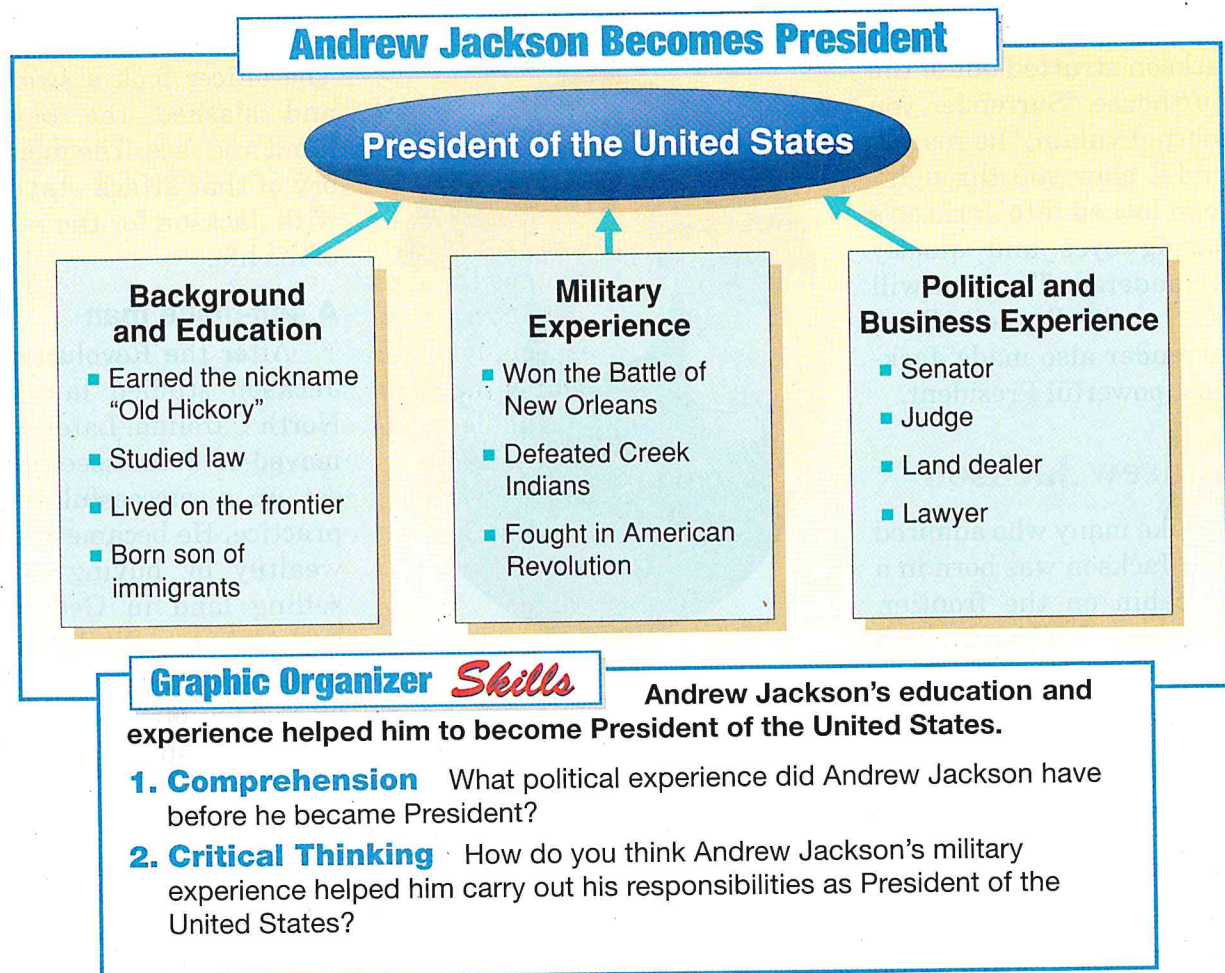 Andrew Jackson Becomes President
President of the United States
Background
and Education
■ Earned the nickname
"Old Hickory"
■ Studied law
■ Lived on the frontier
■ Born son of
immigrants
Military
Experience
■ Won the Battle of
New Orleans
■ Defeated Creek
Indians
■ Fought in American
Revolution
Political and
Business Experience
■ Senator
■ Judge
■ Land dealer
■ Lawyer
Graphic Organizer Skills
Andrew Jackson's education and
experience helped him to become President of the United States.
1. Comprehension What political experience did Andrew Jackson have
before he became President?
2. Critical Thinking How do you think Andrew Jackson's military
experience helped him carry out his responsibilities as President of the
United States?